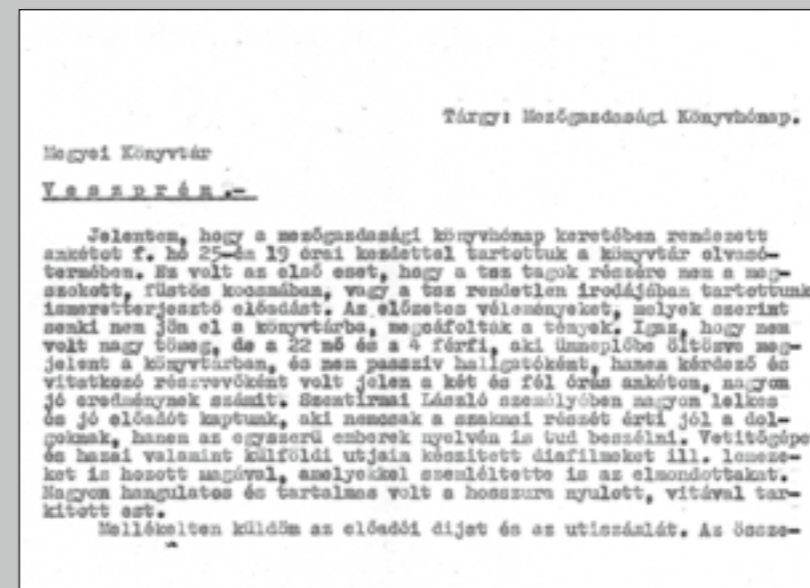 Tárgy: Mezőgazdasági Könyvhónap.
Megyei Könyvtár
V e s z p r é m .-
Jelentem, hogy a mezőgazdasági könyvhónap keretében rendezett
ankétot f. hó 25-én 19 órai kezdettel tartottuk a könyvtár olvasó-
termében. Ez volt az első eset, hogy a tsz tagok részére nem a meg-
szokott, füstös kocsmában, vagy a tsz rendetlen irodájában tartottunk
ismeretterjesztő előadást. Az előzetes véleményeket, melyek szerint
senki nem jön el a könyvtárba, megcáfolták a tények. Igaz, hogy nem
volt nagy tömeg, de a 22 nő és a 4 férfi, aki ünneplőbe öltözve meg-
jelent a könyvtárban, és nem passzív hallgatóként, hanem kérdező és
vitatkozó részvevőként volt jelen a két és fél órás ankéton, nagyon
jó eredménynek számít. Szentirmai László személyében nagyon lelkes
és jó előadót kaptunk, aki nemcsak a szakmai részét érti jól a dol-
goknak, hanem az egyszerű emberek nyelvén is tud beszélni. Vetítőgépe
és hazai valamint külföldi utjain készitett diafilmeket ill. lemeze-
ket is hozott magával, amelyekkel szemléltette is az elmondottakat.
Nagyon hangulatos és tartalmas volt a hosszura nyulott, vitával tar-
kitott est.
Mellékelten küldöm az előadói dijat és az utiszámlát. Az össze-